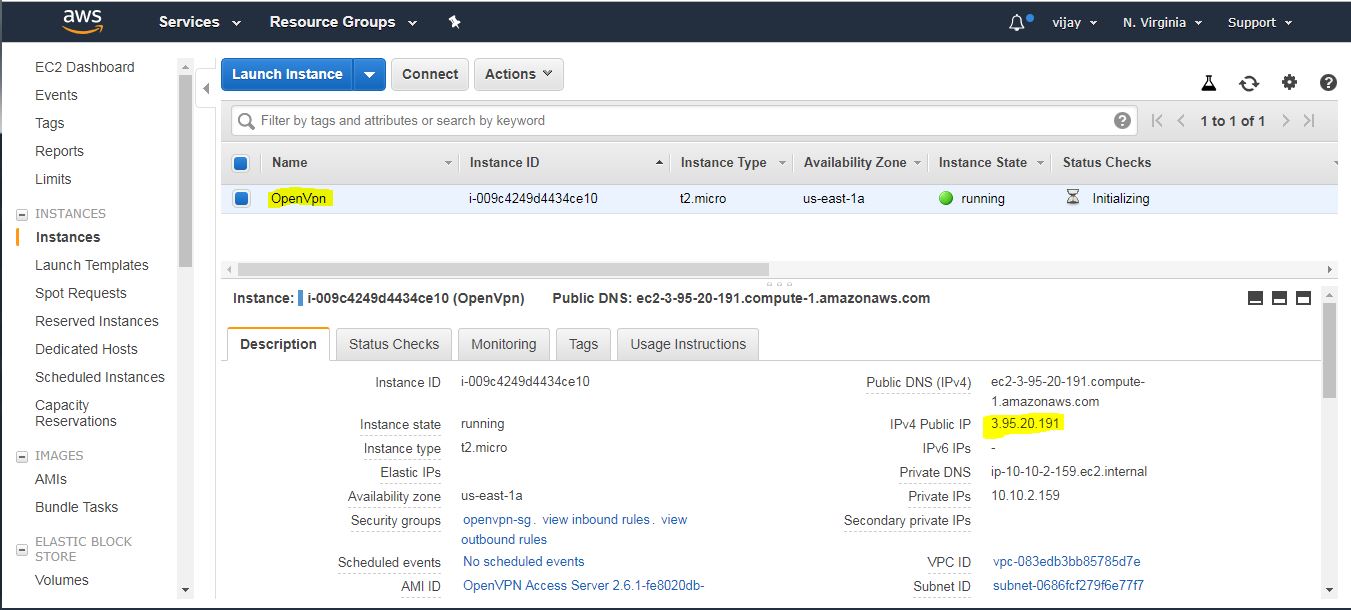 aws Services Resource Groups vijay N. Virginia Support
EC2 Dashboard
Events
Tags
Reports
Limits
INSTANCES
Instances
Launch Templates
Spot Requests
Reserved Instances
Dedicated Hosts
Scheduled Instances
Capacity
Reservations
IMAGES
AMIs
Bundle Tasks
ELASTIC BLOCK
STORE
Volumes
Launch Instance Connect Actions
Filter by tags and attributes or search by keyword
1 to 1 of 1
Name Instance ID Instance Type Availability Zone Instance State Status Checks
OpenVpn i-009c4249d4434ce10 t2.micro us-east-1a running Initializing
Instance: i-009c4249d4434ce10 (OpenVpn) Public DNS: ec2-3-95-20-191.compute-1.amazonaws.com
Description Status Checks Monitoring Tags Usage Instructions
Instance ID i-009c4249d4434ce10
Instance state running
Instance type t2.micro
Elastic IPs
Availability zone us-east-1a
Security groups openvpn-sg. view inbound rules. view
outbound rules
Scheduled events No scheduled events
AMI ID OpenVPN Access Server 2.6.1-fe8020db-
Public DNS (IPv4) ec2-3-95-20-191.compute-
1.amazonaws.com
IPv4 Public IP 3.95.20.191
IPv6 IPs -
Private DNS ip-10-10-2-159.ec2.internal
Private IPs 10.10.2.159
Secondary private IPs
VPC ID vpc-083edb3bb85785d7e
Subnet ID subnet-0686fcf279f6e77f7